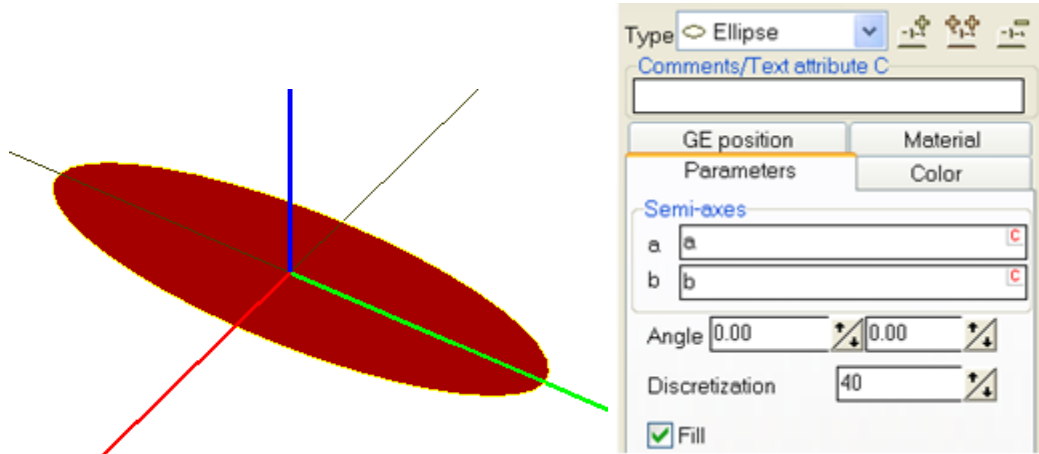 Type Ellipse
Comments/Text attribute C
GE position Material
Parameters Color
Semi-axes
a a C
b b C
Angle 0.00 0.00
Discretization 40
Fill